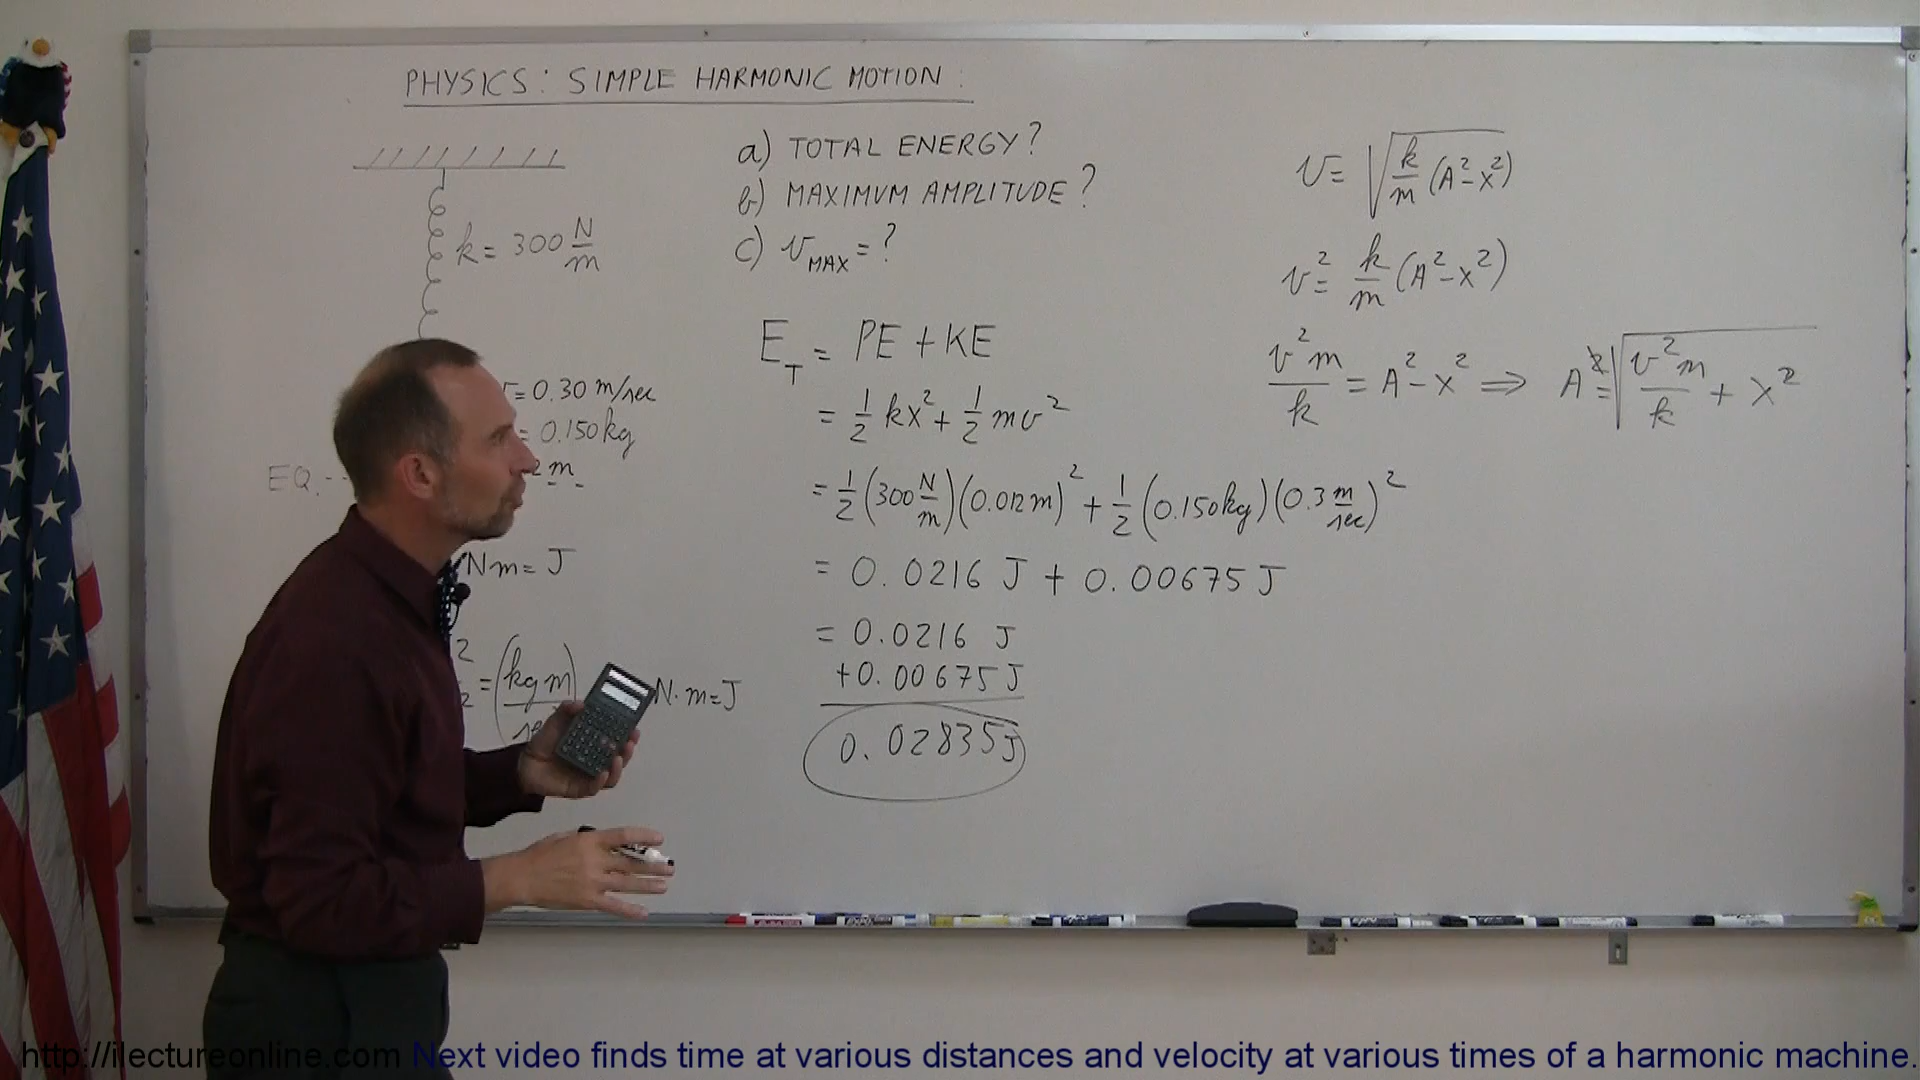 PHYSICS: SIMPLE HARMONIC MOTION.
k = 300 N/m
= 0.30 m/sec
= 0.150 kg
2 m
EQ.
N m = J
2 = (kg m
N · m = J
a) TOTAL ENERGY?
b) MAXIMUM AMPLITUDE?
c) v_MAX = ?
E_T = PE + KE
= 1/2 kx² + 1/2 mv²
= 1/2 (300 N/m)(0.012m)² + 1/2 (0.150kg)(0.3 m/sec)²
= 0.0216 J + 0.00675 J
= 0.0216 J
+0.00675 J
0.02835 J
v = √(k/m (A²-x²))
v² = k/m (A²-x²)
v²m/k = A²-x² ⇒ A = √(v²m/k + x²)
http://ilectureonline.com Next video finds time at various distances and velocity at various times of a harmonic machine.